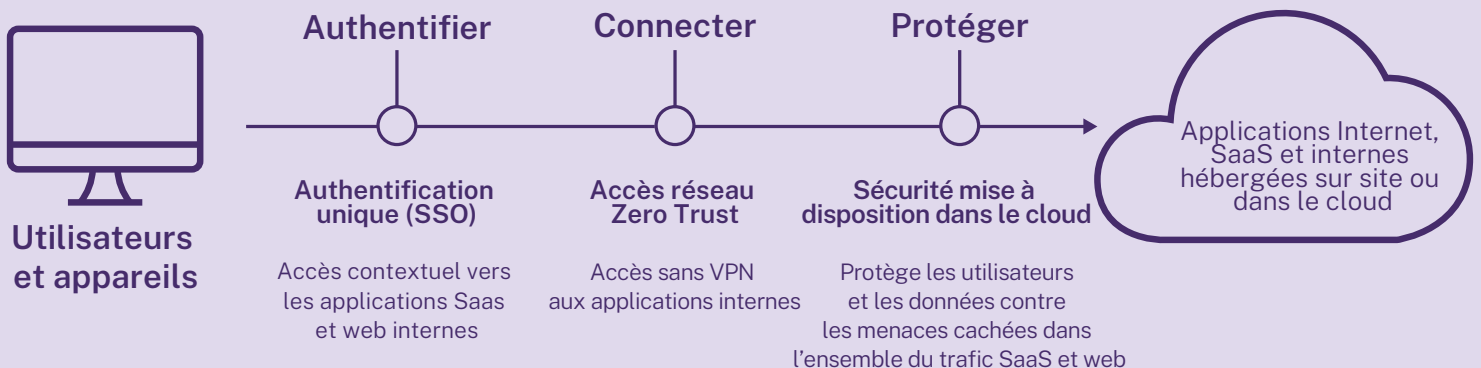 Authentifier
Connecter
Protéger
Utilisateurs
et appareils
Authentification
unique (SSO)
Accès contextuel vers
les applications Saas
et web internes
Accès réseau
Zero Trust
Accès sans VPN
aux applications internes
Sécurité mise à
disposition dans le cloud
Protège les utilisateurs
et les données contre
les menaces cachées dans
l’ensemble du trafic SaaS et web
Applications Internet,
SaaS et internes
hébergées sur site ou
dans le cloud